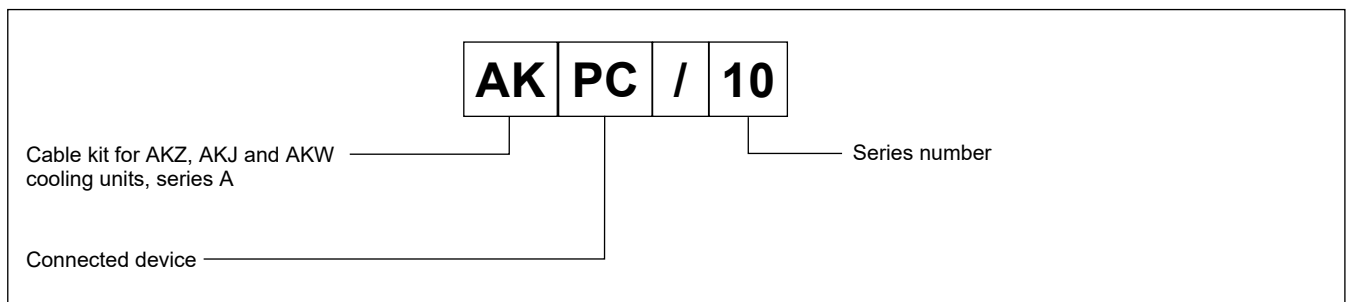 AK PC / 10
Cable kit for AKZ, AKJ and AKW
cooling units, series A
Series number
Connected device